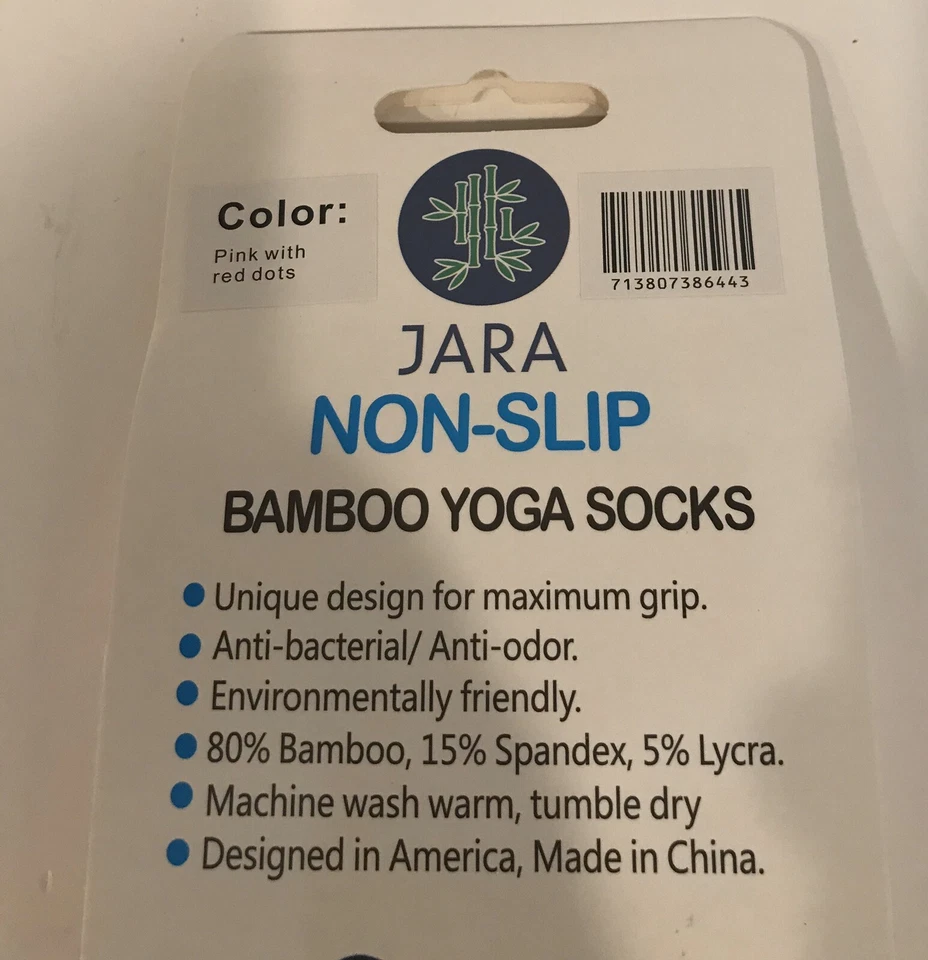 Color:
Pink with
red dots
713807386443
JARA
NON-SLIP
BAMBOO YOGA SOCKS
Unique design for maximum grip.
Anti-bacterial/ Anti-odor.
Environmentally friendly.
80% Bamboo, 15% Spandex, 5% Lycra.
Machine wash warm, tumble dry
Designed in America, Made in China.